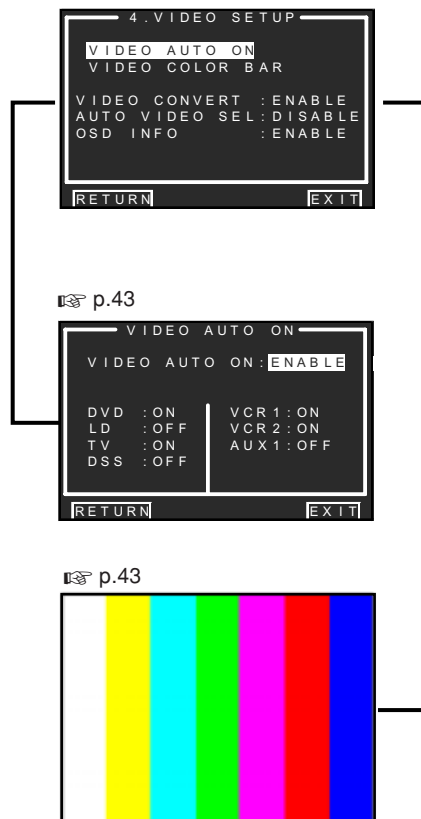 4.VIDEO SETUP
VIDEO AUTO ON
VIDEO COLOR BAR
VIDEO CONVERT :ENABLE
AUTO VIDEO SEL:DISABLE
OSD INFO :ENABLE
RETURN EXIT
☞ p.43
VIDEO AUTO ON
VIDEO AUTO ON:ENABLE
DVD :ON VCR1:ON
LD :OFF VCR2:ON
TV :ON AUX1:OFF
DSS :OFF
RETURN EXIT
☞ p.43